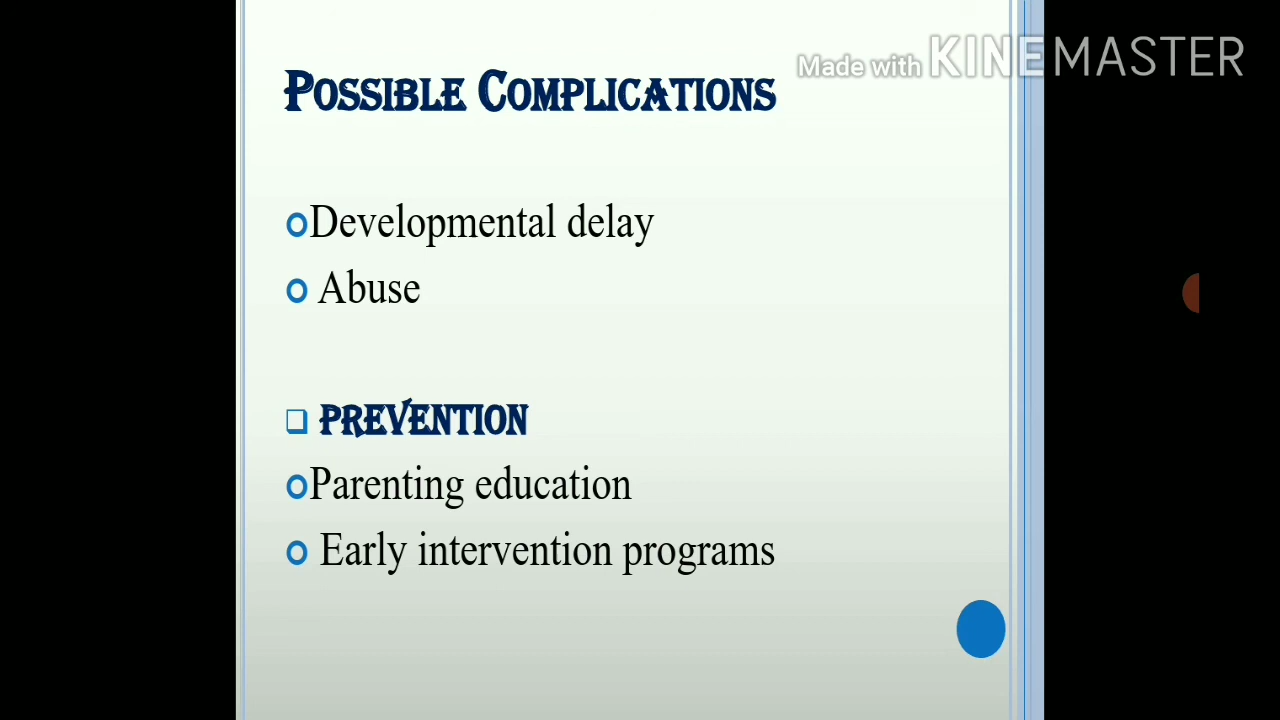 Made with KINEMASTER
POSSIBLE COMPLICATIONS
Developmental delay
Abuse
PREVENTION
Parenting education
Early intervention programs